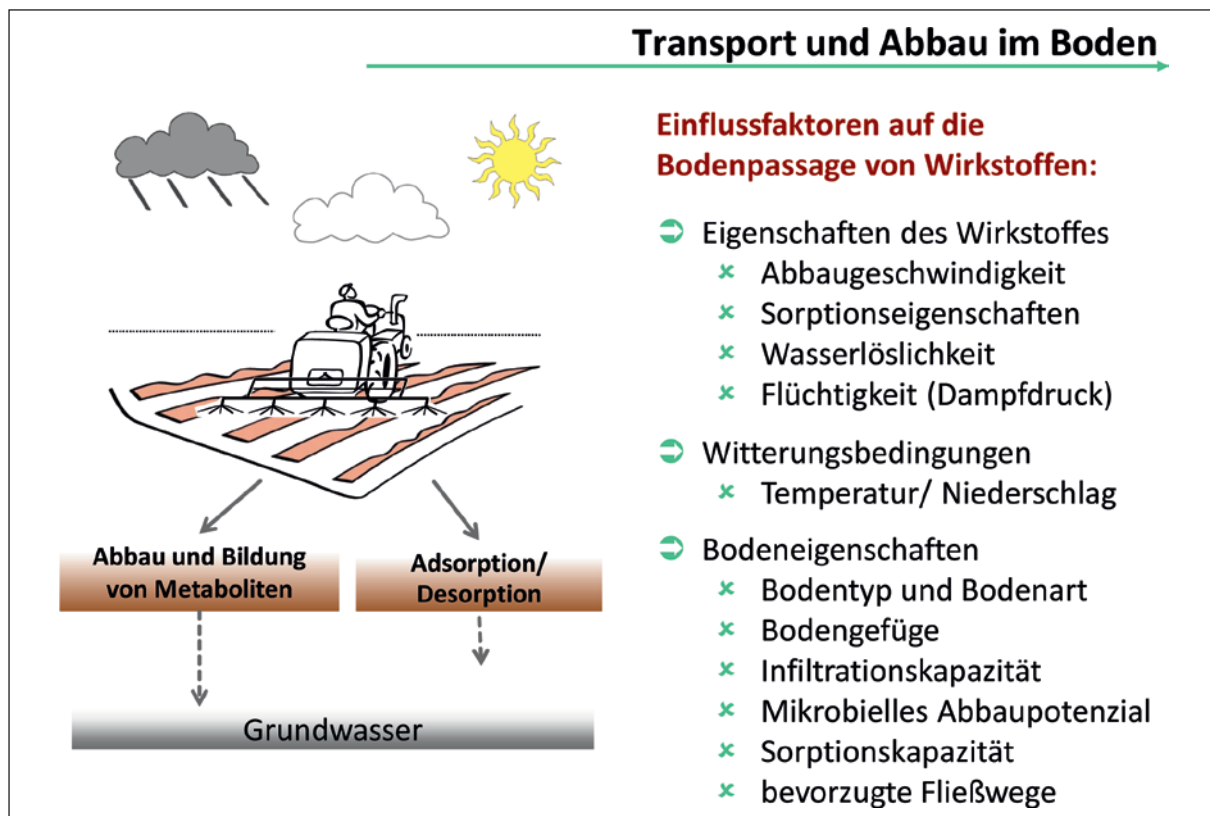 Transport und Abbau im Boden
Einflussfaktoren auf die
Bodenpassage von Wirkstoffen:
Eigenschaften des Wirkstoffes
Abbaugeschwindigkeit
Sorptionseigenschaften
Wasserlöslichkeit
Flüchtigkeit (Dampfdruck)
Witterungsbedingungen
Temperatur/ Niederschlag
Bodeneigenschaften
Bodentyp und Bodenart
Bodengefüge
Infiltrationskapazität
Mikrobielles Abbaupotenzial
Sorptionskapazität
bevorzugte Fließwege
Abbau und Bildung
von Metaboliten
Adsorption/
Desorption
Grundwasser